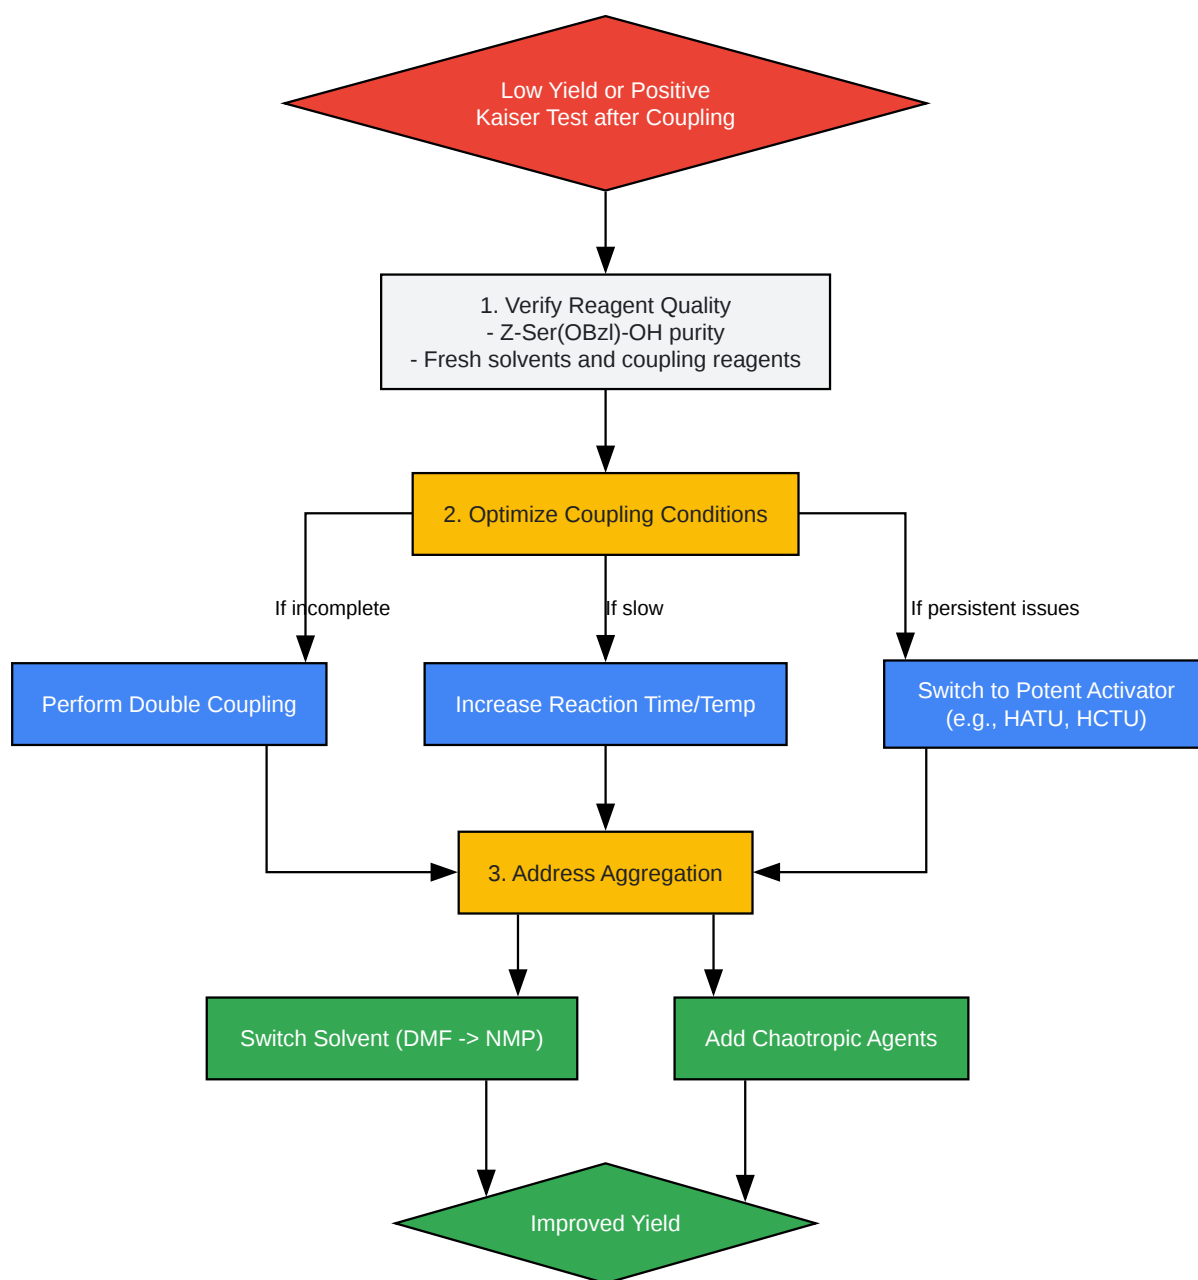 Low Yield or Positive
Kaiser Test after Coupling
1. Verify Reagent Quality
- Z-Ser(OBzl)-OH purity
- Fresh solvents and coupling reagents
2. Optimize Coupling Conditions
If incomplete
If slow
If persistent issues
Perform Double Coupling
Increase Reaction Time/Temp
Switch to Potent Activator
(e.g., HATU, HCTU)
3. Address Aggregation
Switch Solvent (DMF -> NMP)
Add Chaotropic Agents
Improved Yield